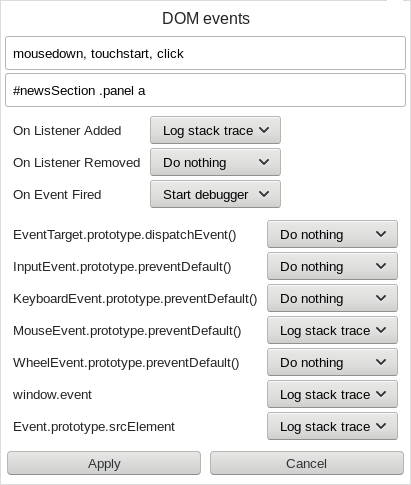 DOM events
mousedown, touchstart, click
#newsSection .panel a
On Listener Added Log stack trace
On Listener Removed Do nothing
On Event Fired Start debugger
EventTarget.prototype.dispatchEvent() Do nothing
InputEvent.prototype.preventDefault() Do nothing
KeyboardEvent.prototype.preventDefault() Do nothing
MouseEvent.prototype.preventDefault() Log stack trace
WheelEvent.prototype.preventDefault() Do nothing
window.event Log stack trace
Event.prototype.srcElement Log stack trace
Apply Cancel